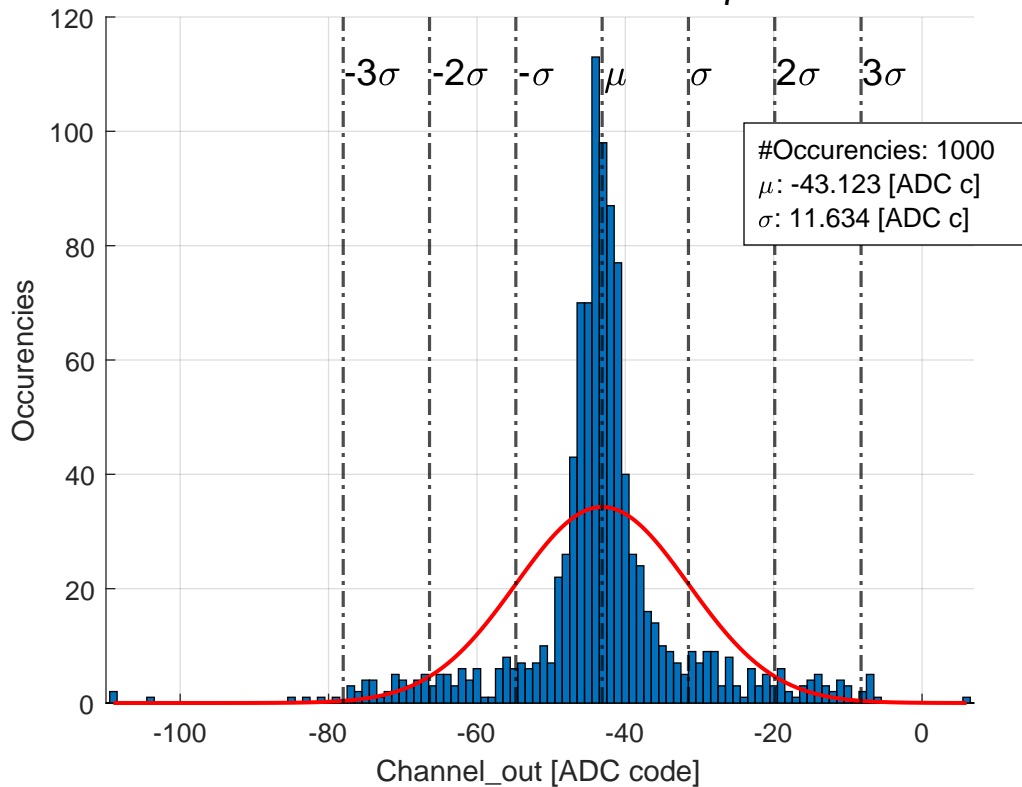 120
100
80
60
40
20
0
-3σ -2σ -σ μ σ 2σ 3σ
#Occurencies: 1000
μ: -43.123 [ADC c]
σ: 11.634 [ADC c]
Occurencies
-100 -80 -60 -40 -20 0
Channel_out [ADC code]